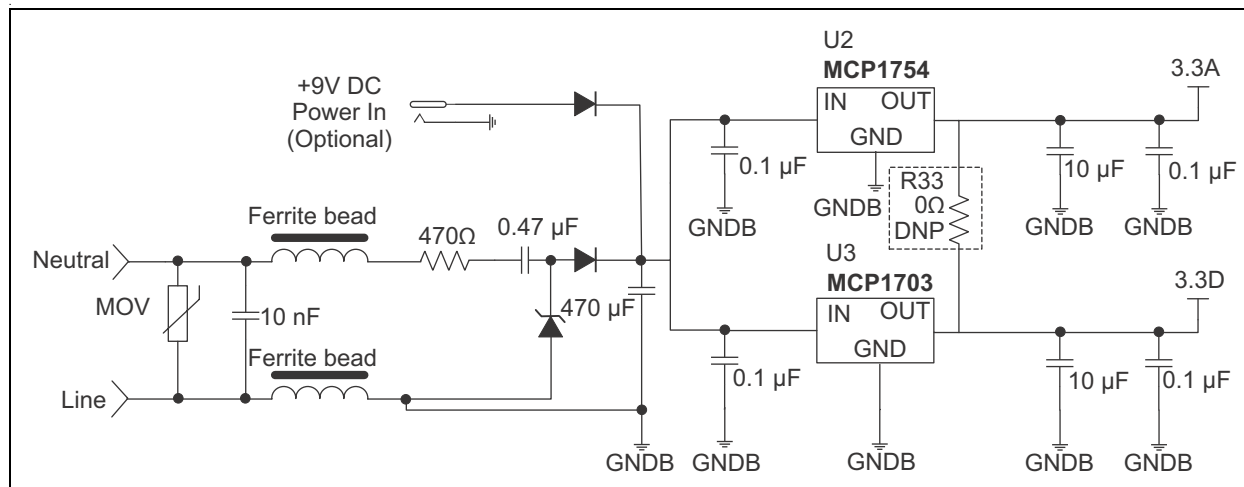 U2
MCP1754
3.3A
+9V DC
Power In
(Optional)
IN
OUT
GND
0.1 µF
10 µF
0.1 µF
R33
0Ω
DNP
GNDB
GNDB
GNDB
GNDB
Ferrite bead
470Ω
0.47 µF
Neutral
U3
MCP1703
3.3D
MOV
10 nF
470 µF
IN
OUT
GND
Ferrite bead
0.1 µF
10 µF
0.1 µF
Line
GNDB
GNDB
GNDB
GNDB
GNDB